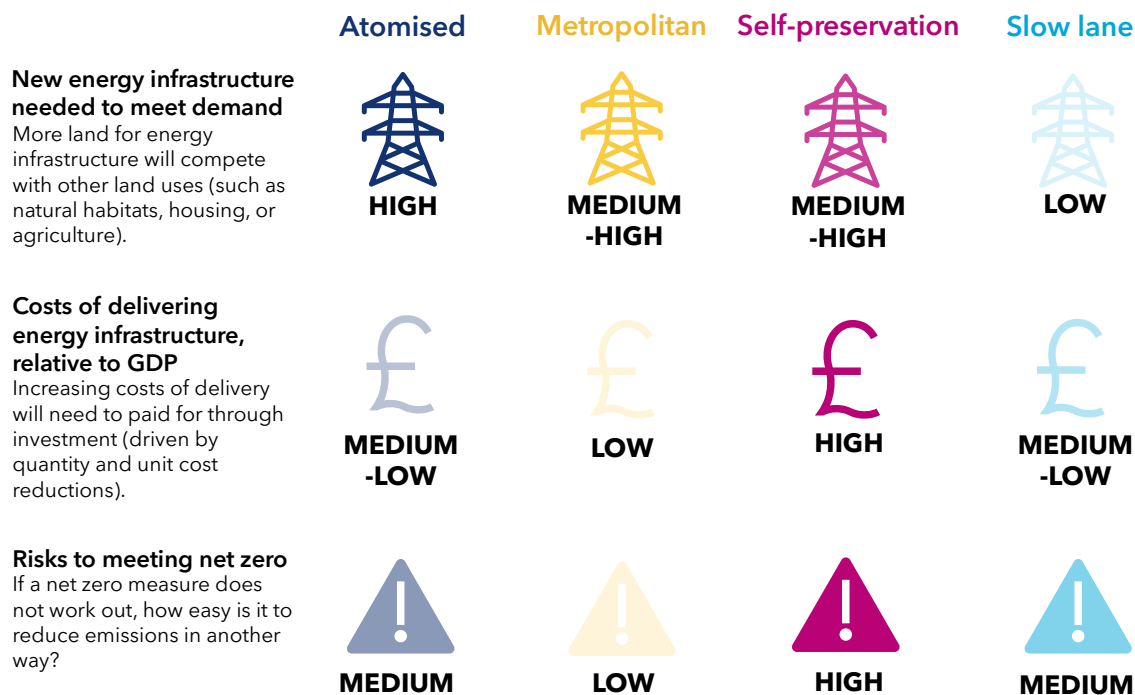 Atomised Metropolitan Self-preservation Slow lane
New energy infrastructure
needed to meet demand
More land for energy
infrastructure will compete
with other land uses (such as
natural habitats, housing, or
agriculture).
HIGH
MEDIUM
-HIGH
MEDIUM
-HIGH
LOW
Costs of delivering
energy infrastructure,
relative to GDP
Increasing costs of delivery
will need to paid for through
investment (driven by
quantity and unit cost
reductions).
£ £ £ £
MEDIUM
-LOW
LOW
HIGH
MEDIUM
-LOW
Risks to meeting net zero
If a net zero measure does
not work out, how easy is it to
reduce emissions in another
way?
! ! ! !
MEDIUM LOW HIGH MEDIUM